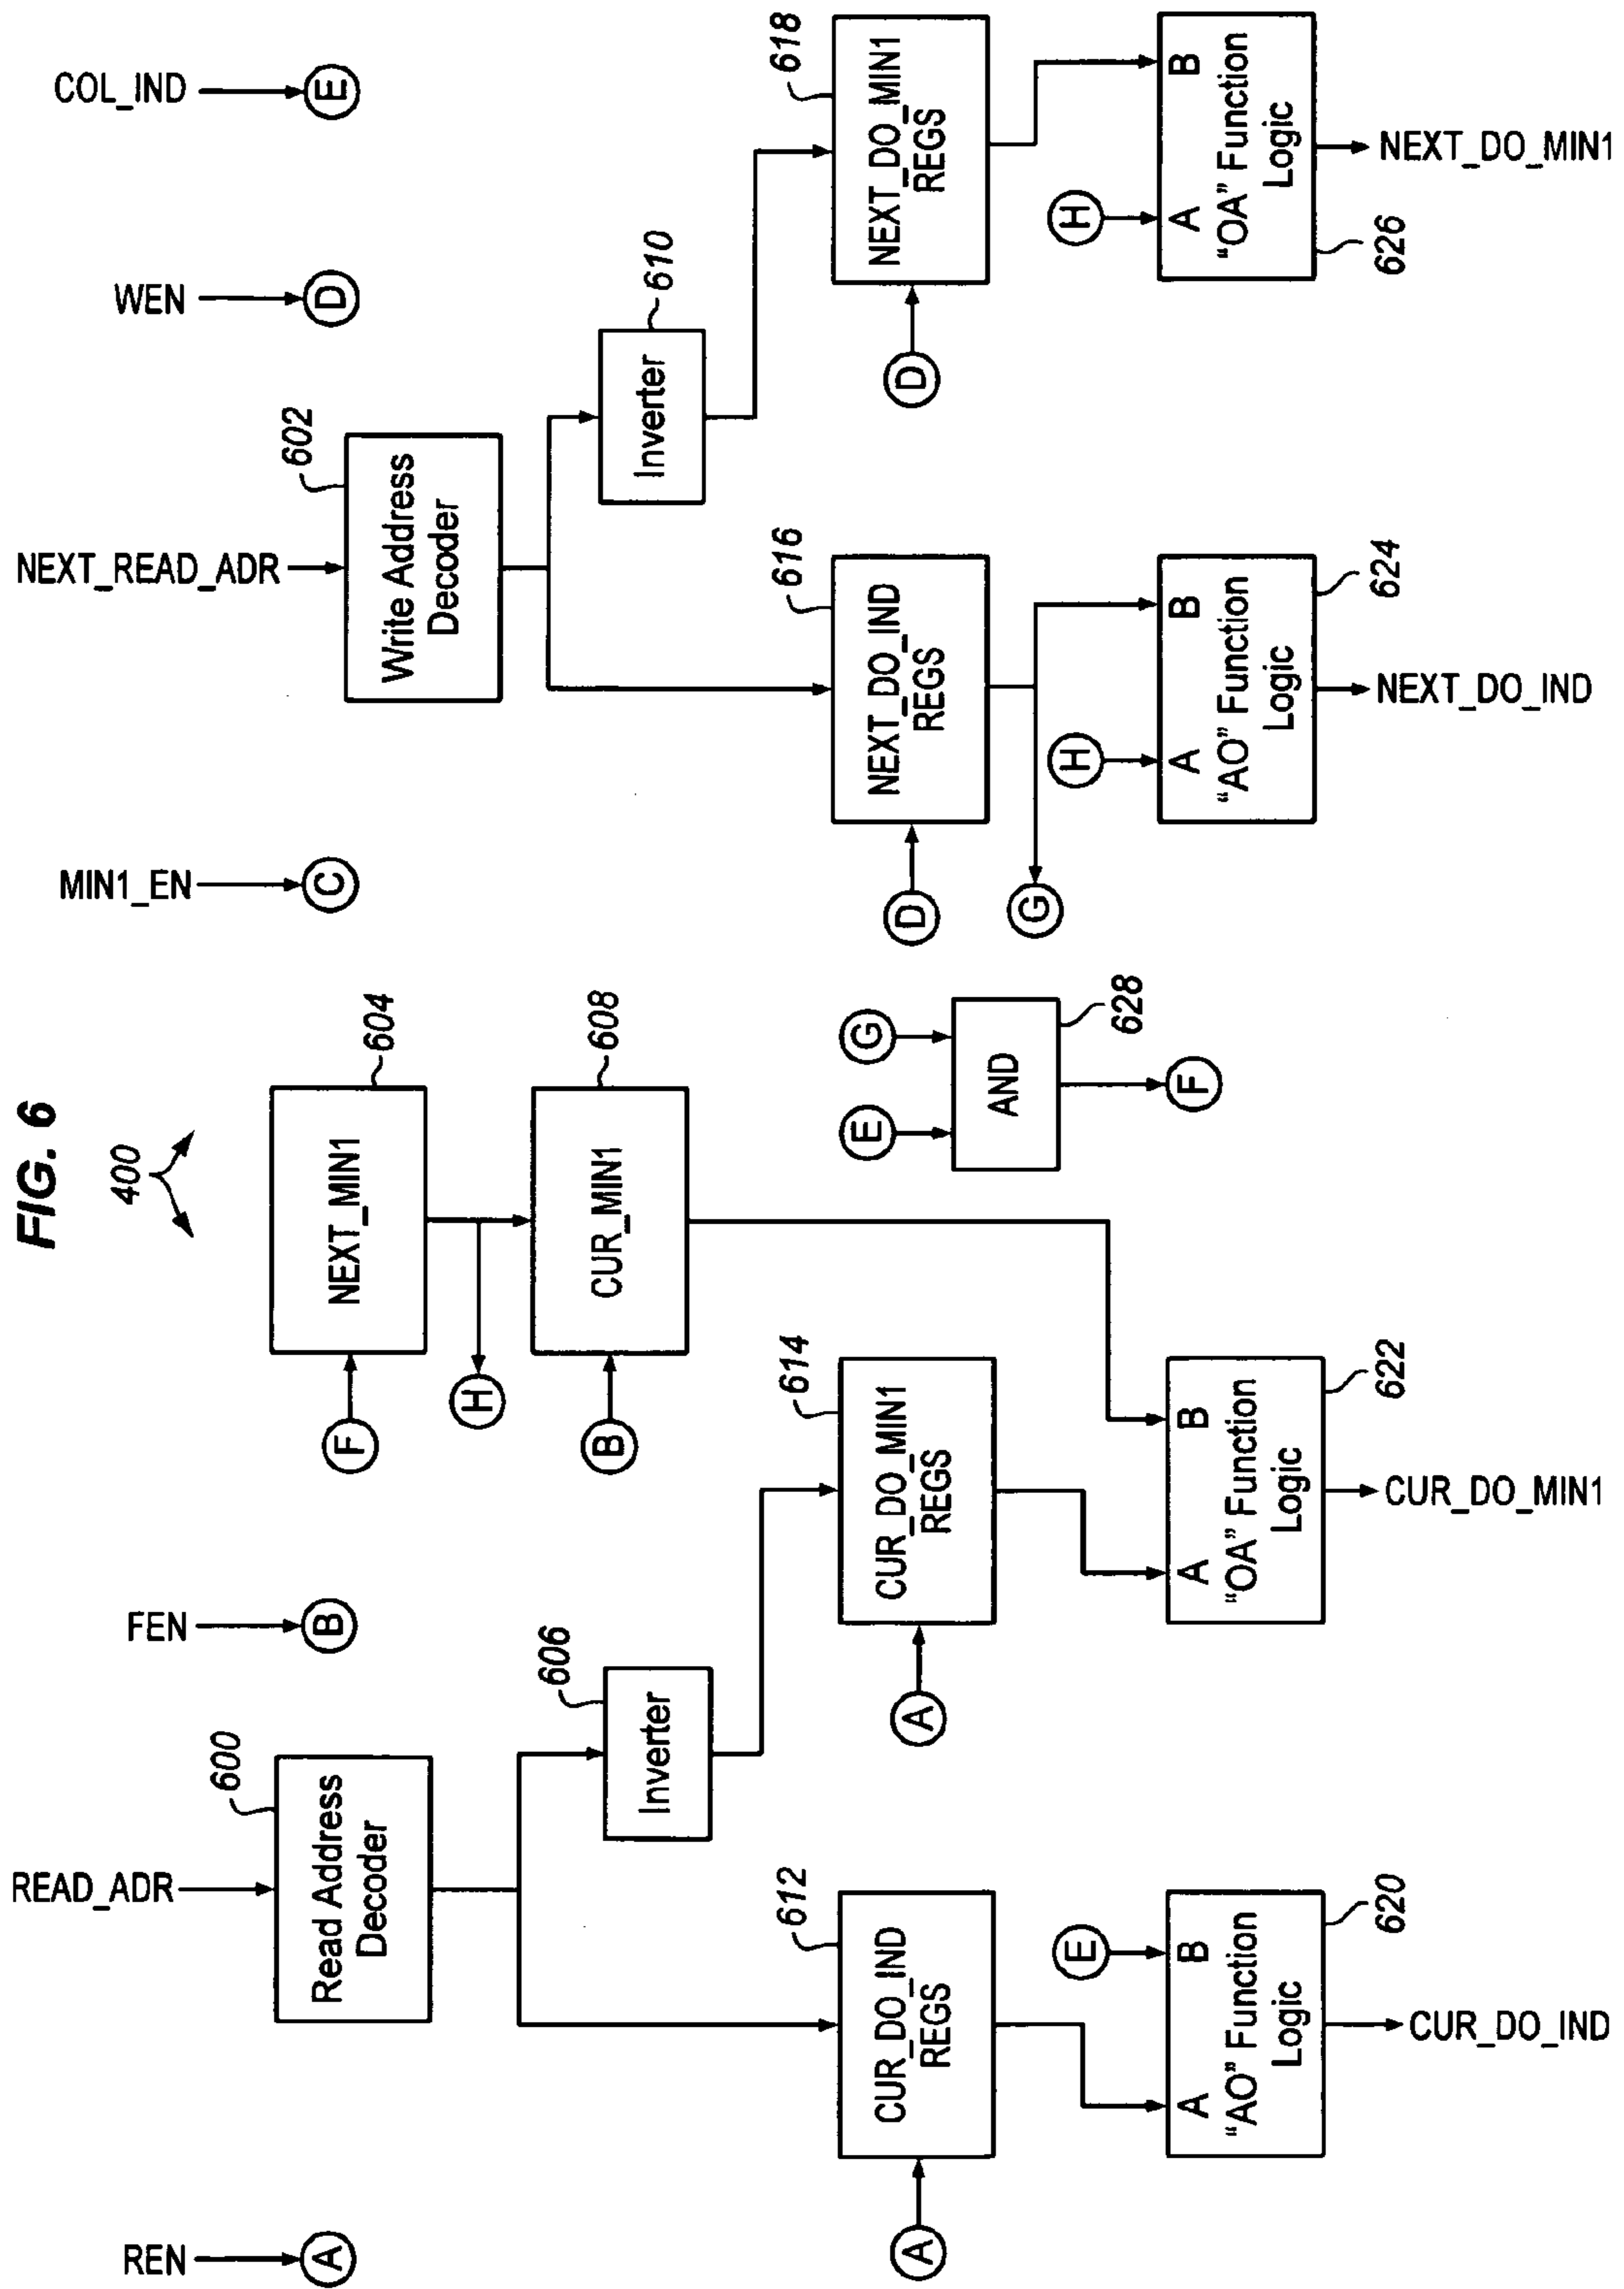 FIG. 6
400
REN
A
READ_ADR
FEN
B
MIN1_EN
C
NEXT_READ_ADR
WEN
D
COL_IND
E
600
Read Address
Decoder
F
NEXT_MIN1
604
H
602
Write Address
Decoder
606
Inverter
B
CUR_MIN1
608
Inverter
610
612
A
CUR_DO_IND
REGS
614
A
CUR_DO_MIN1
REGS
E
G
AND
628
F
616
D
NEXT_DO_IND
REGS
G
618
D
NEXT_DO_MIN1
REGS
E
A
B
"AO" Function
Logic
620
CUR_DO_IND
A
B
"OA" Function
Logic
622
CUR_DO_MIN1
H
A
B
"AO" Function
Logic
624
NEXT_DO_IND
H
A
B
"OA" Function
Logic
626
NEXT_DO_MIN1